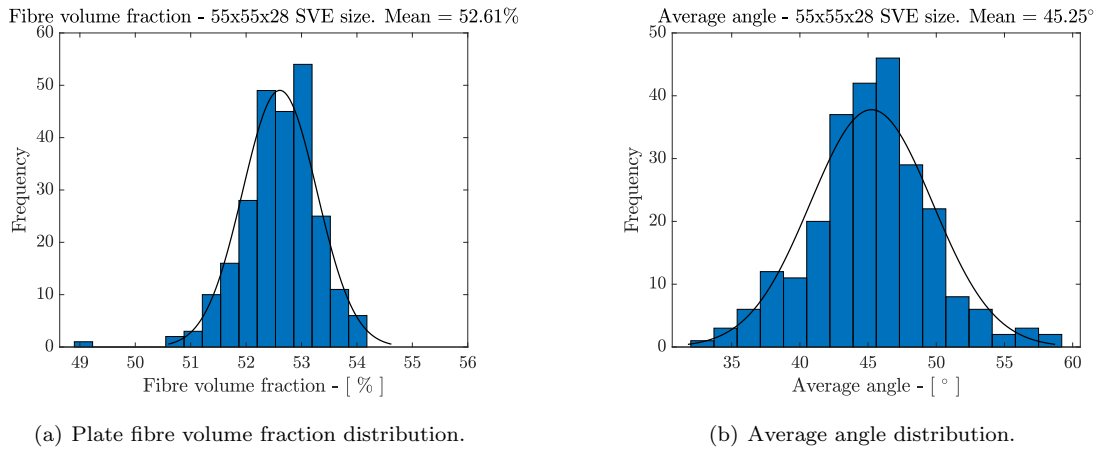 Fibre volume fraction - 55x55x28 SVE size. Mean = 52.61%
60
50
40
30
20
10
0
Frequency
49 50 51 52 53 54 55 56
Fibre volume fraction - [ % ]
(a) Plate fibre volume fraction distribution.
Average angle - 55x55x28 SVE size. Mean = 45.25°
50
40
30
20
10
0
Frequency
35 40 45 50 55 60
Average angle - [ ° ]
(b) Average angle distribution.